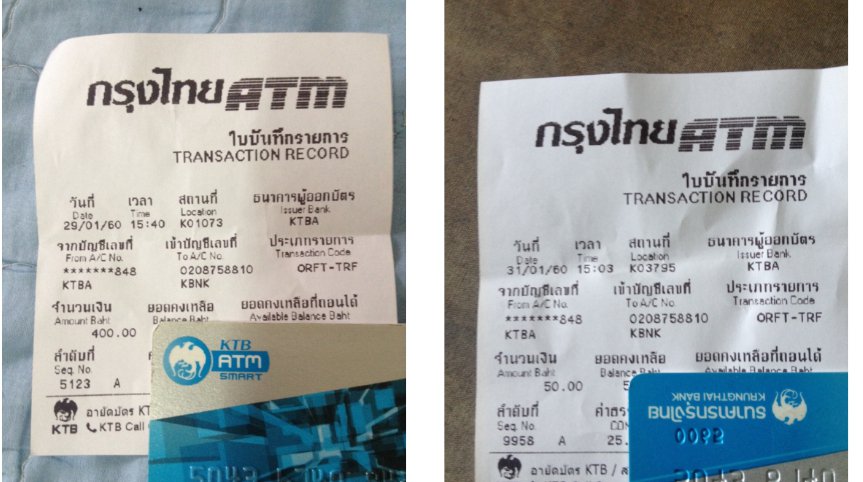 กรุงไทย ATM
ใบบันทึกรายการ
TRANSACTION RECORD
วันที่ เวลา สถานที่ ธนาคารผู้ออกบัตร
Date Time Location Issuer Bank
29/01/60 15:40 K01073 KTBA
จากบัญชีเลขที่ เข้าบัญชีเลขที่ ประเภทรายการ
From A/C No. To A/C No. Transaction Code
*******848 0208758810 ORFT-TRF
KTBA KBNK
จำนวนเงิน ยอดคงเหลือ ยอดคงเหลือที่ถอนได้
Amount Baht Balance Baht Available Balance Baht
400.00
ลำดับที่
Seq. No.
5123 A
อายัดบัตร KT
KTB KTB Call
KTB
ATM
SMART
กรุงไทย ATM
ใบบันทึกรายการ
TRANSACTION RECORD
วันที่ เวลา สถานที่ ธนาคารผู้ออกบัตร
Date Time Location Issuer Bank
31/01/60 15:03 K03795 KTBA
จากบัญชีเลขที่ เข้าบัญชีเลขที่ ประเภทรายการ
From A/C No. To A/C No. Transaction Code
*******848 0208758810 ORFT-TRF
KTBA KBNK
จำนวนเงิน ยอดคงเหลือ ยอดคงเหลือที่ถอนได้
Amount Baht Balance Available Balance Baht
50.00
ลำดับที่ ค่าธร
Seq. No.
9958 A 25.
อายัดบัตร KTB /
ธนาคารกรุงไทย
KRUNGTHAI BANK